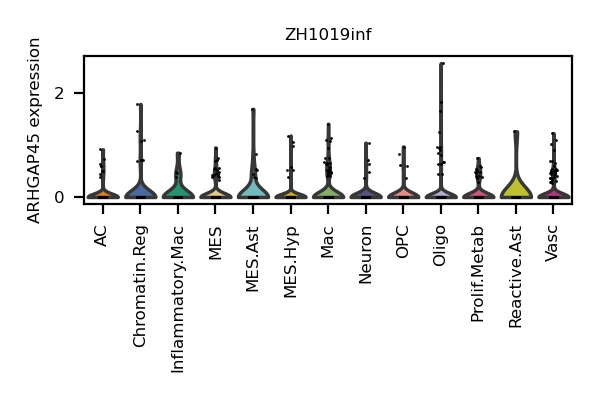 ZH1019inf
ARHGAP45 expression
2
0
AC
Chromatin.Reg
Inflammatory.Mac
MES
MES.Ast
MES.Hyp
Mac
Neuron
OPC
Oligo
Prolif.Metab
Reactive.Ast
Vasc